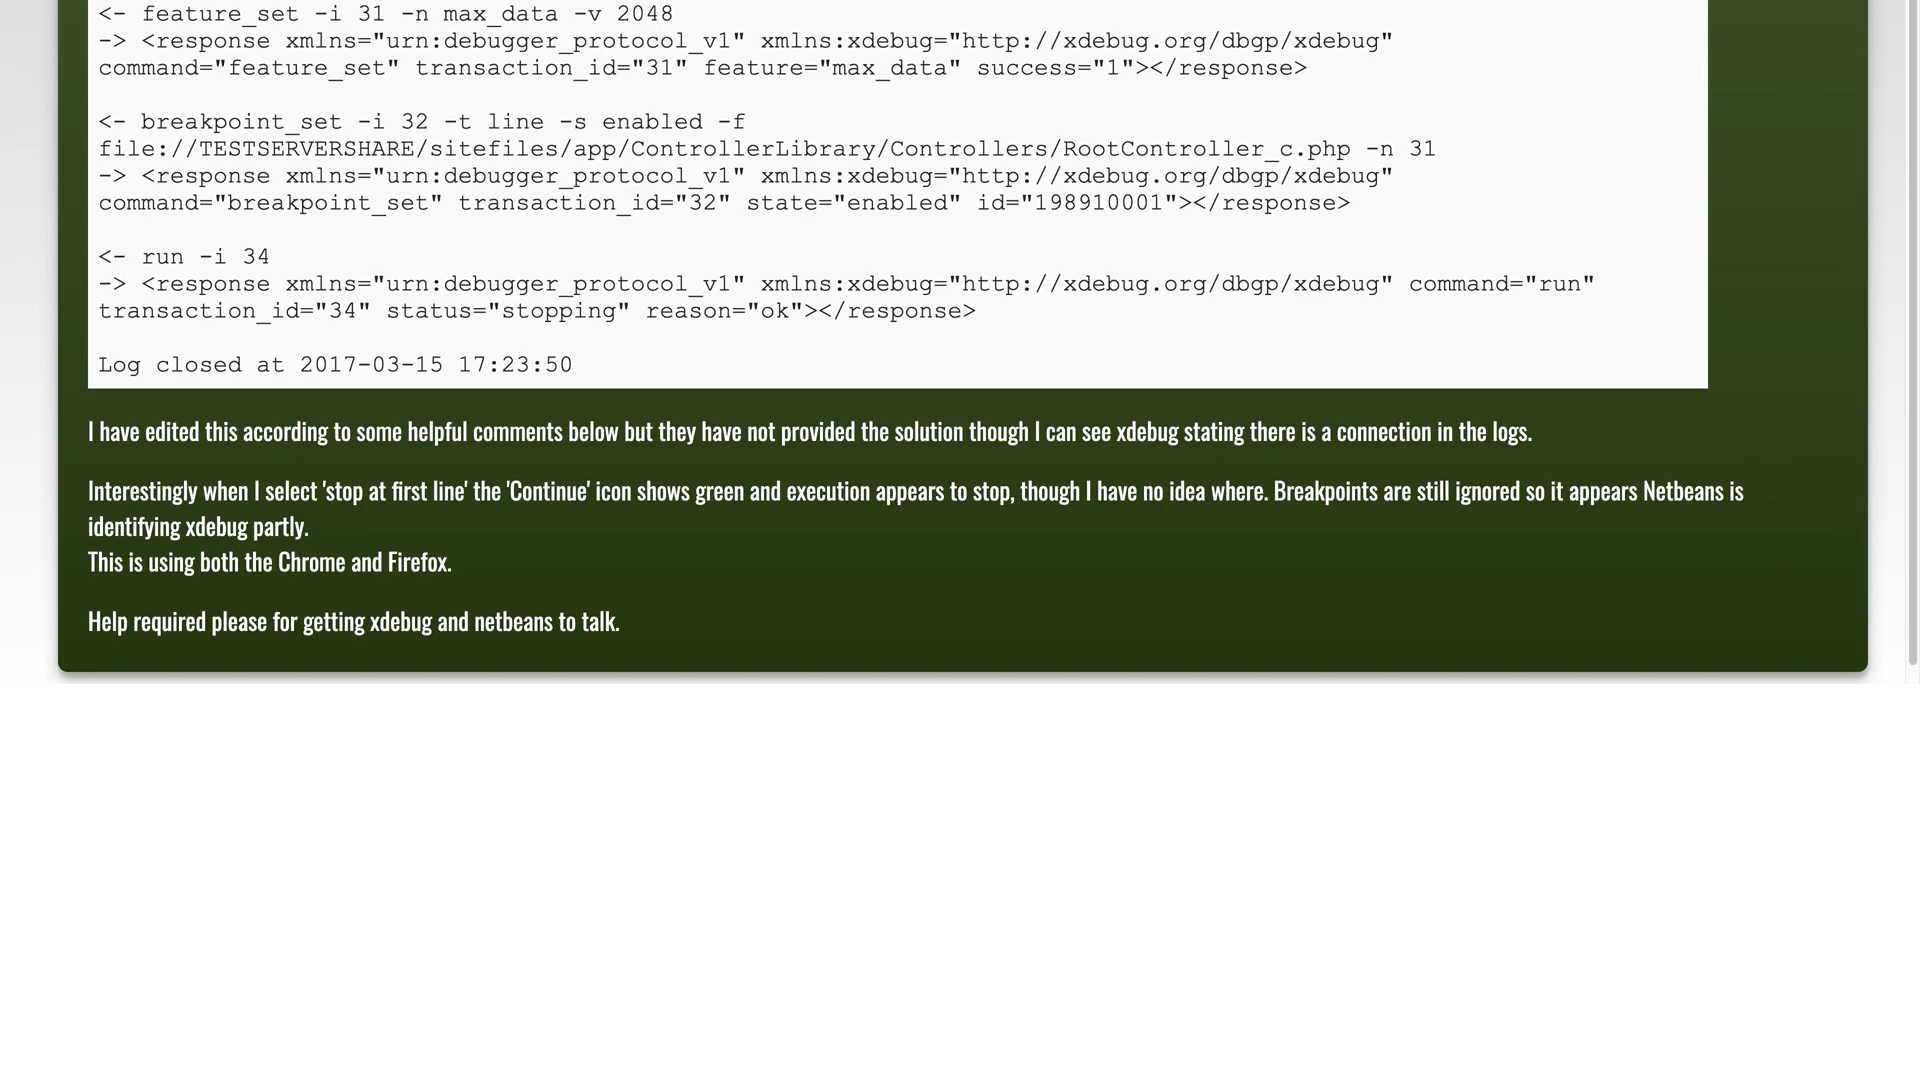 <- feature_set -i 31 -n max_data -v 2048
-> <response xmlns="urn:debugger_protocol_v1" xmlns:xdebug="http://xdebug.org/dbgp/xdebug"
command="feature_set" transaction_id="31" feature="max_data" success="1"></response>
<- breakpoint_set -i 32 -t line -s enabled -f
file://TESTSERVERSHARE/sitefiles/app/ControllerLibrary/Controllers/RootController_c.php -n 31
-> <response xmlns="urn:debugger_protocol_v1" xmlns:xdebug="http://xdebug.org/dbgp/xdebug"
command="breakpoint_set" transaction_id="32" state="enabled" id="198910001"></response>
<- run -i 34
-> <response xmlns="urn:debugger_protocol_v1" xmlns:xdebug="http://xdebug.org/dbgp/xdebug" command="run"
transaction_id="34" status="stopping" reason="ok"></response>
Log closed at 2017-03-15 17:23:50
I have edited this according to some helpful comments below but they have not provided the solution though I can see xdebug stating there is a connection in the logs.
Interestingly when I select 'stop at first line' the 'Continue' icon shows green and execution appears to stop, though I have no idea where. Breakpoints are still ignored so it appears Netbeans is
identifying xdebug partly.
This is using both the Chrome and Firefox.
Help required please for getting xdebug and netbeans to talk.